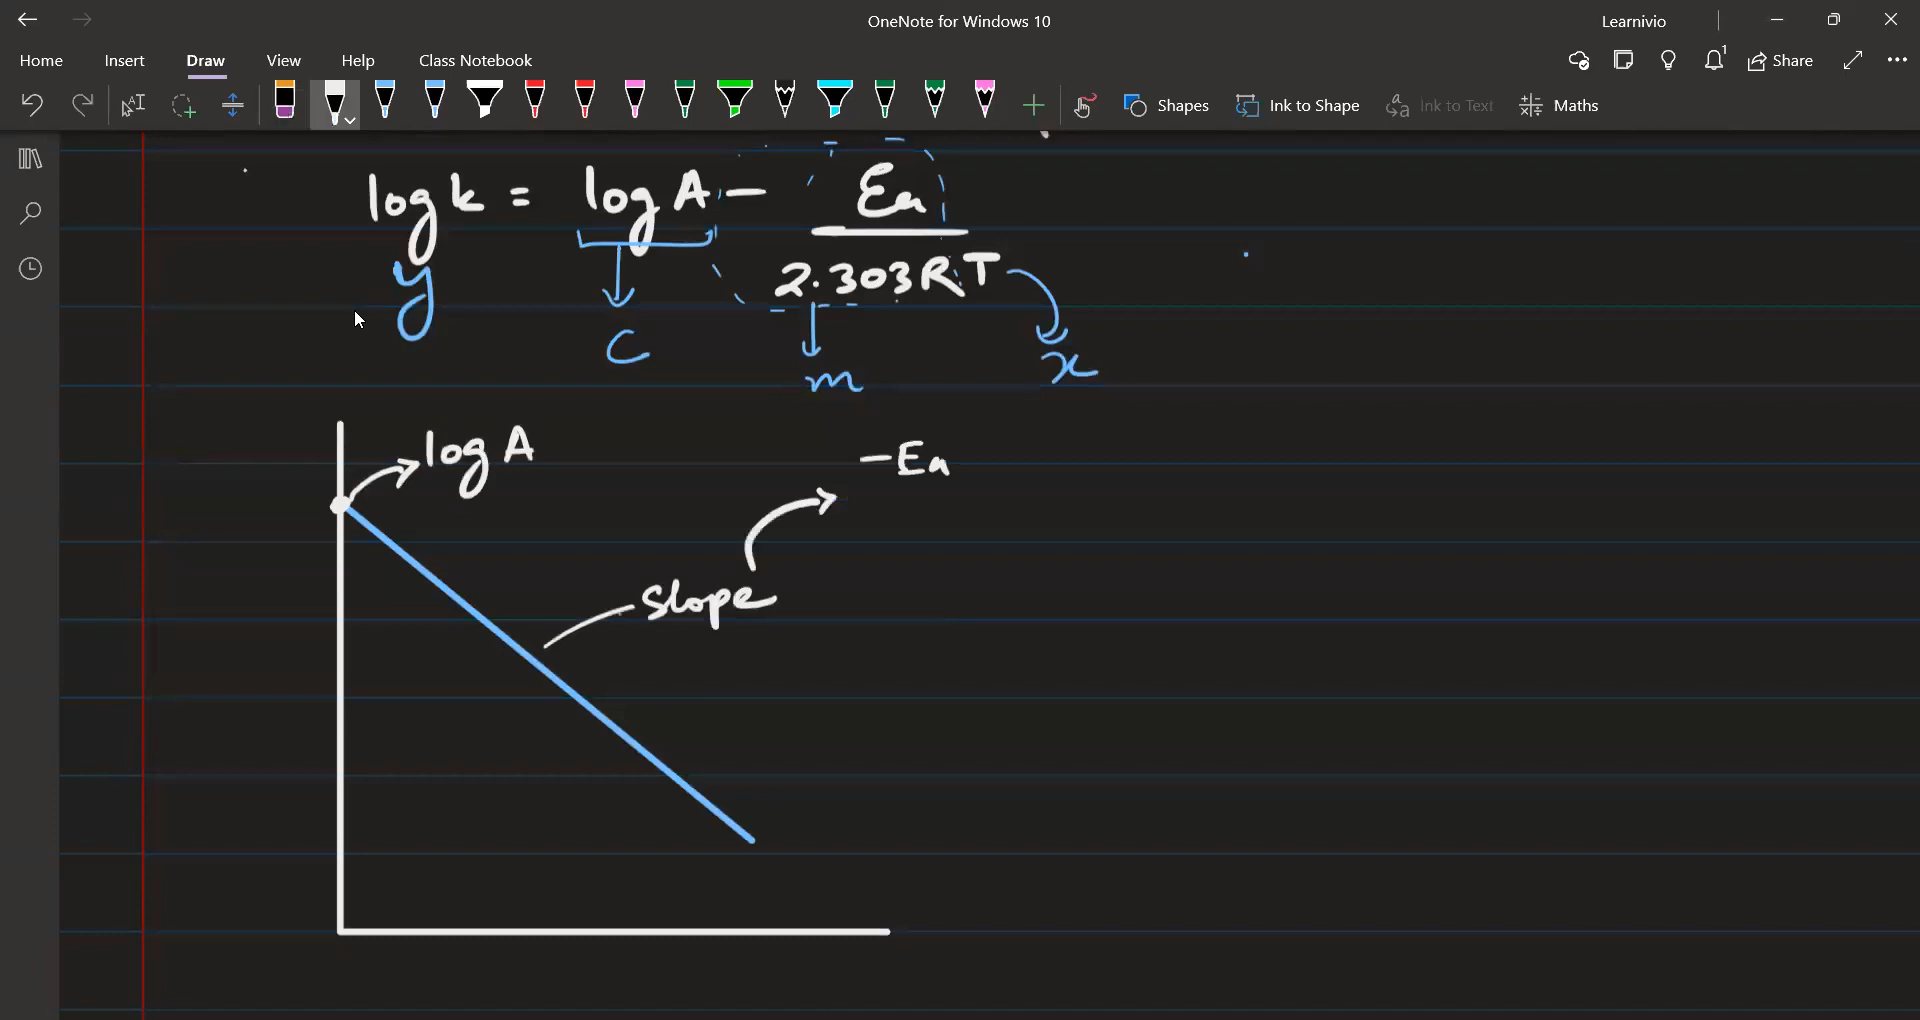 OneNote for Windows 10
Learnivio
Home Insert Draw View Help Class Notebook
1
Share
Shapes Ink to Shape Ink to Text Maths
log k = log A - Ea
2.303RT
y
C
m
x
log A
-Ea
slope